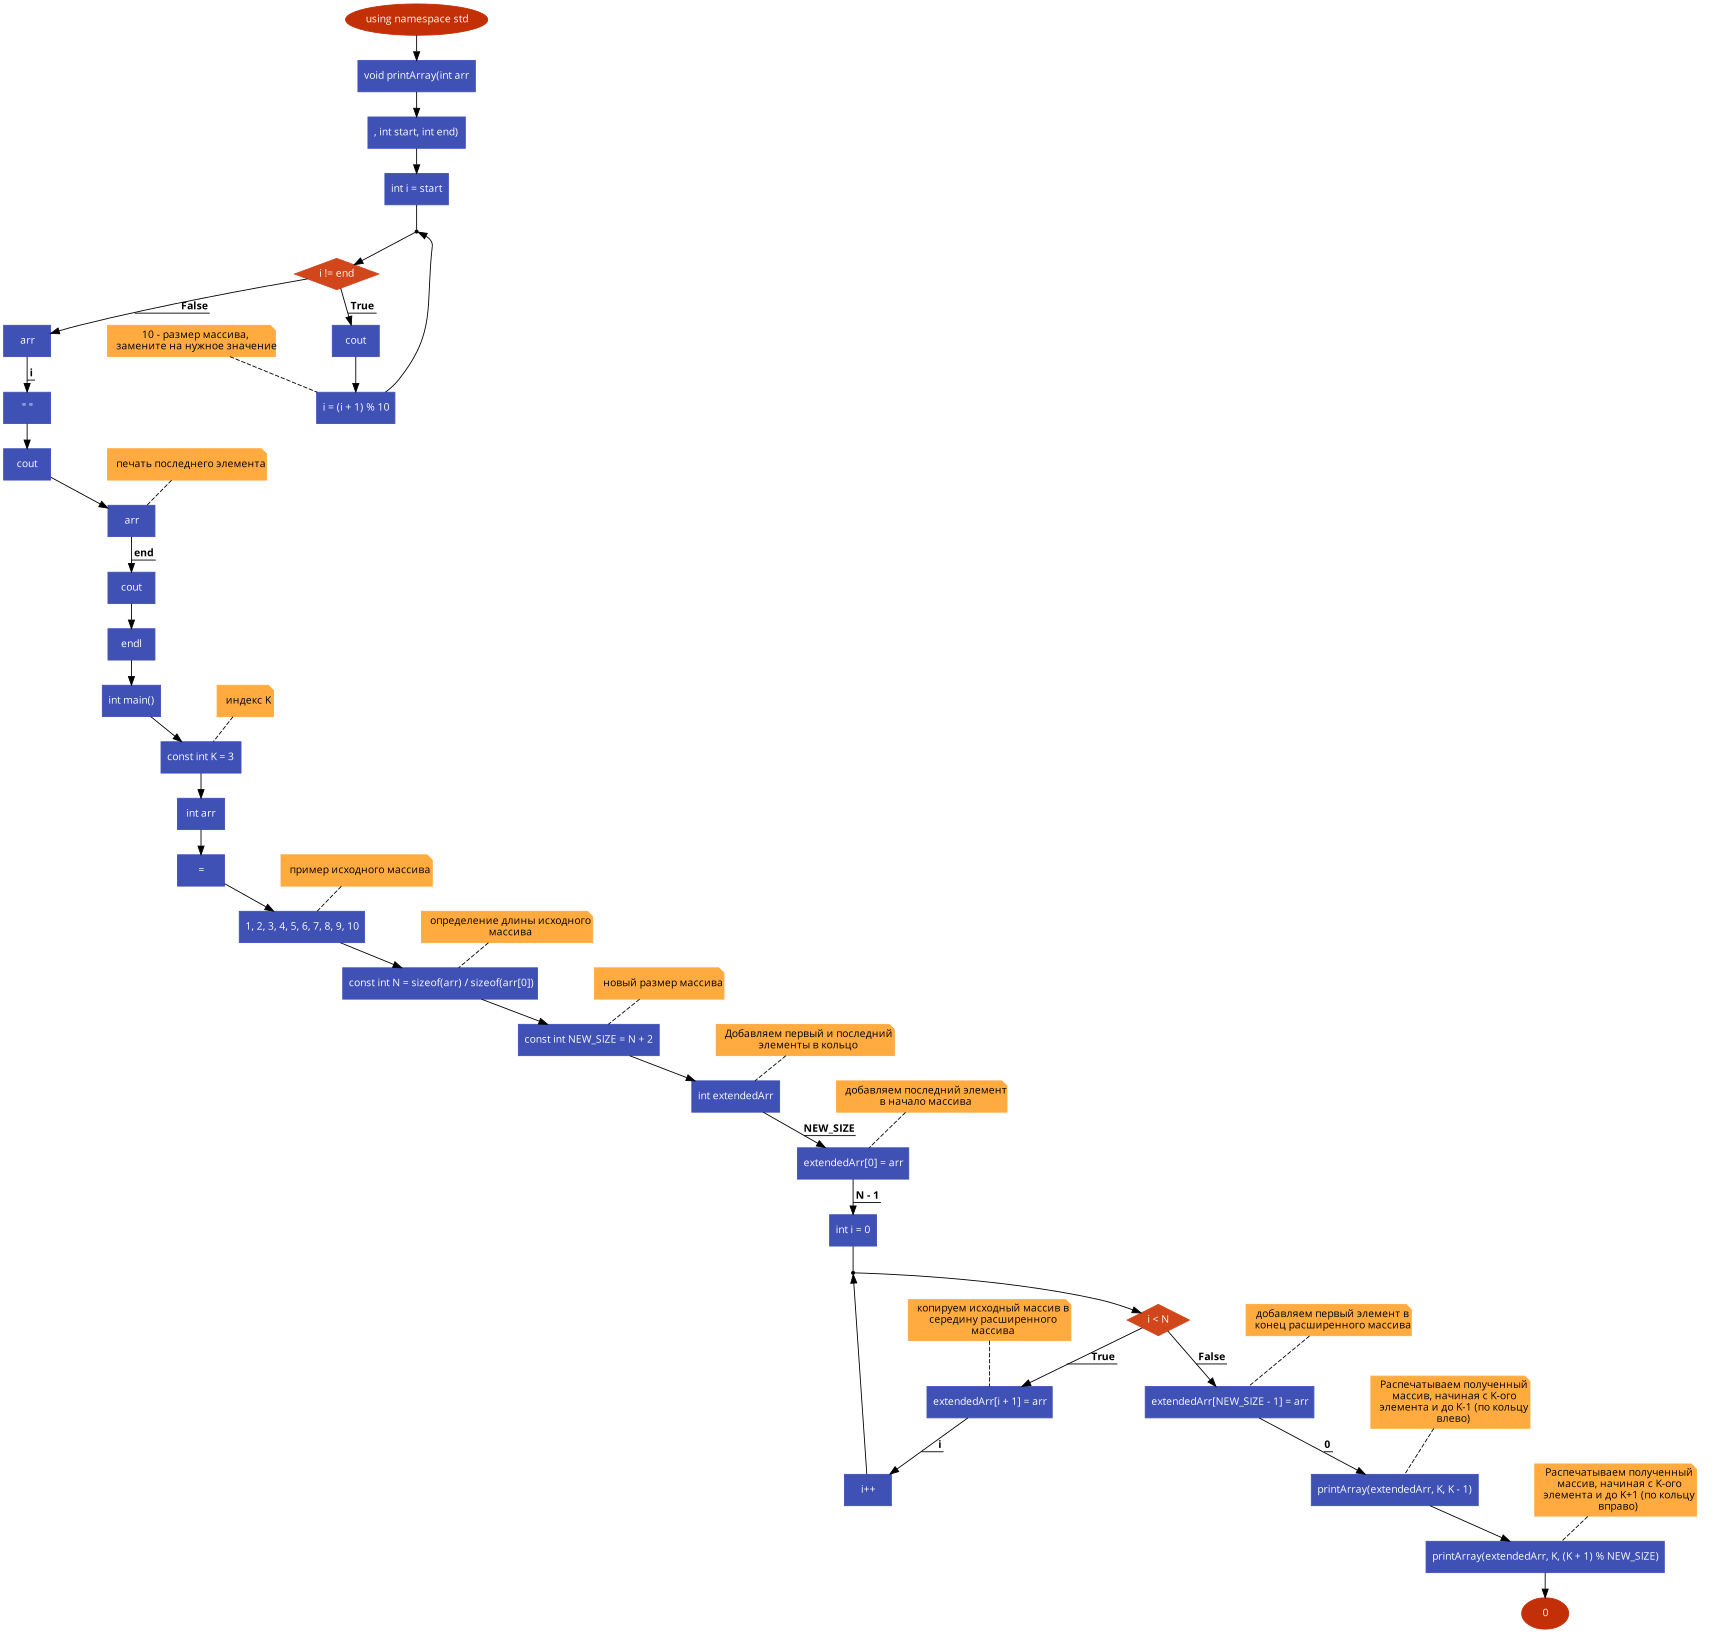 using namespace std
void printArray(int arr
, int start, int end)
int i = start
i != end
False
True
arr
10 - размер массива,
замените на нужное значение
cout
i
" "
i = (i + 1) % 10
cout
печать последнего элемента
arr
end
cout
endl
int main()
индекс K
const int K = 3
int arr
=
пример исходного массива
1, 2, 3, 4, 5, 6, 7, 8, 9, 10
определение длины исходного
массива
const int N = sizeof(arr) / sizeof(arr[0])
новый размер массива
const int NEW_SIZE = N + 2
Добавляем первый и последний
элементы в кольцо
int extendedArr
добавляем последний элемент
в начало массива
NEW_SIZE
extendedArr[0] = arr
N - 1
int i = 0
i < N
копируем исходный массив в
середину расширенного
массива
добавляем первый элемент в
конец расширенного массива
True
False
extendedArr[i + 1] = arr
extendedArr[NEW_SIZE - 1] = arr
Распечатываем полученный
массив, начиная с K-ого
элемента и до K-1 (по кольцу
влево)
i
0
i++
printArray(extendedArr, K, K - 1)
Распечатываем полученный
массив, начиная с K-ого
элемента и до K+1 (по кольцу
вправо)
printArray(extendedArr, K, (K + 1) % NEW_SIZE)
0